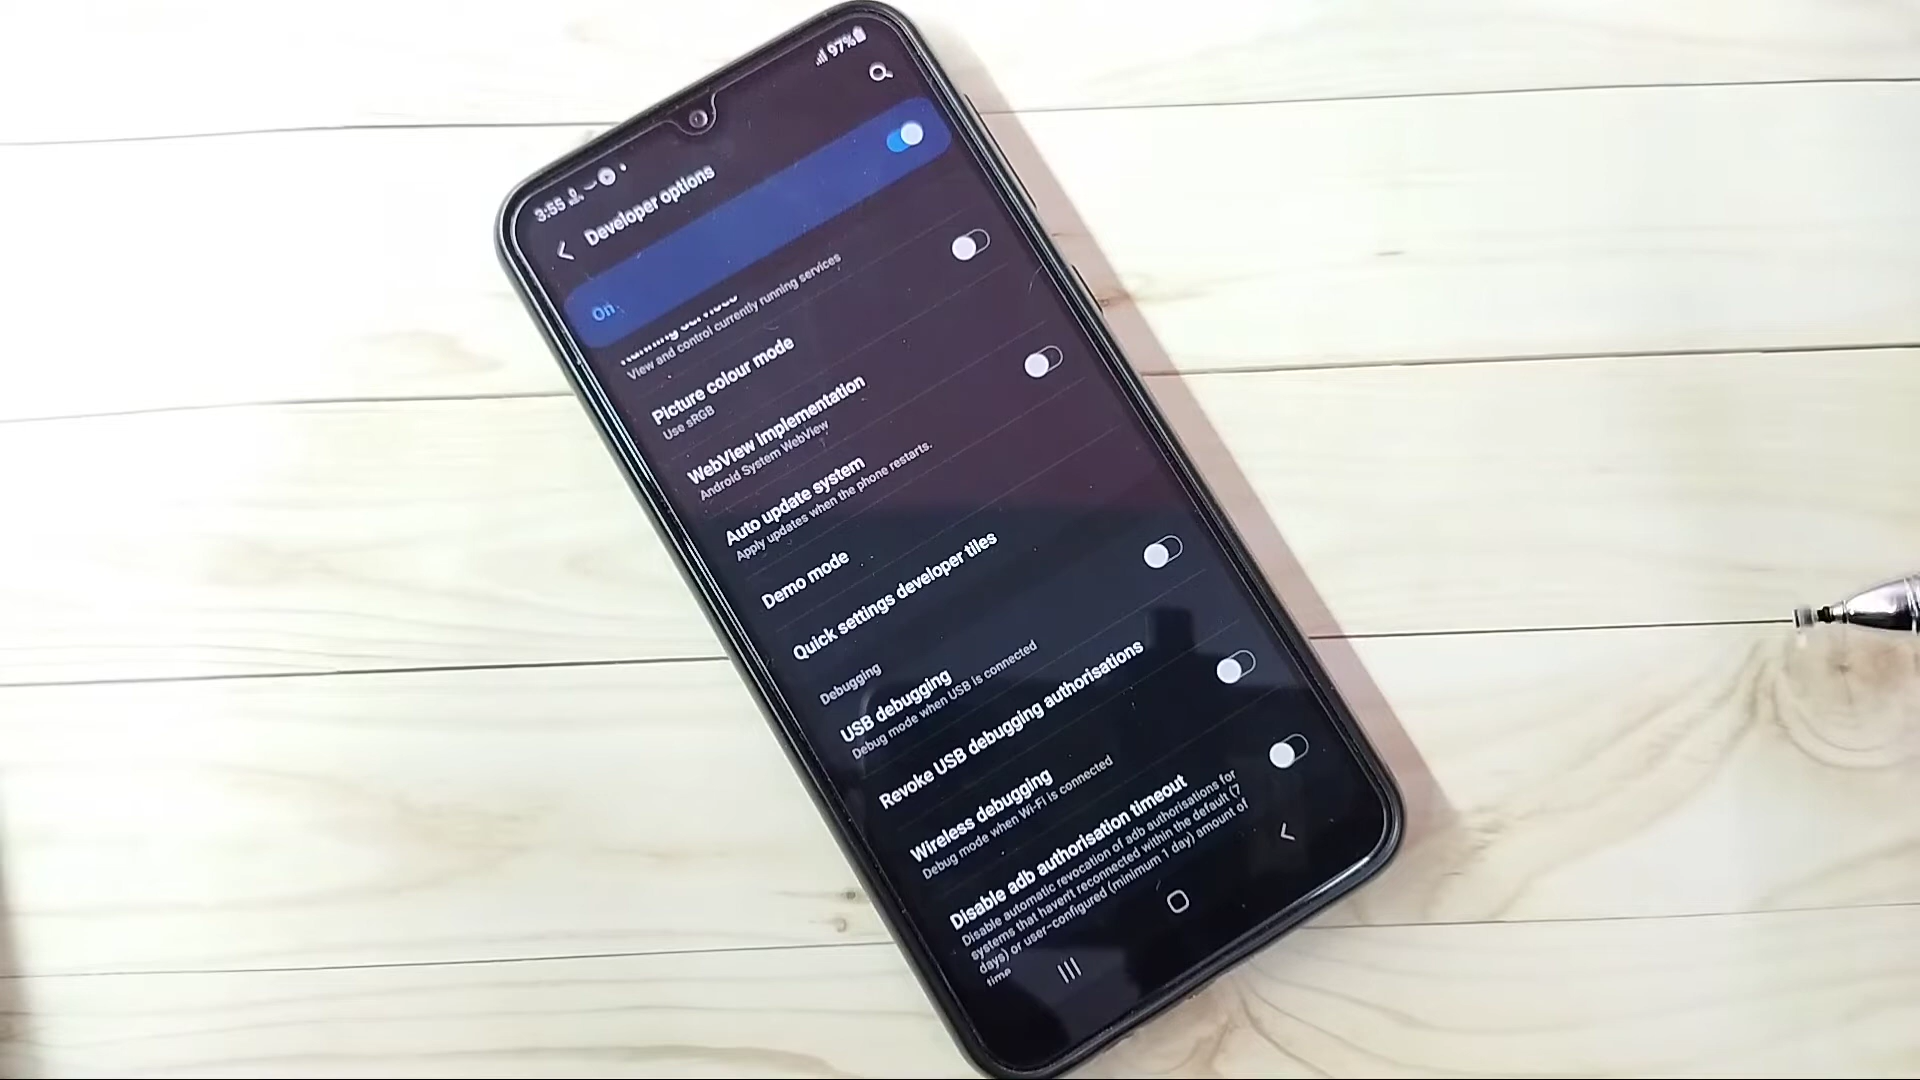 3:55
97%
Developer options
On
Running services
View and control currently running services
Picture colour mode
Use sRGB
WebView implementation
Android System WebView
Auto update system
Apply updates when the phone restarts.
Demo mode
Quick settings developer tiles
Debugging
USB debugging
Debug mode when USB is connected
Revoke USB debugging authorisations
Wireless debugging
Debug mode when Wi-Fi is connected
Disable adb authorisation timeout
Disable automatic revocation of adb authorisations for
systems that haven't reconnected within the default (7
days) or user-configured (minimum 1 day) amount of
time